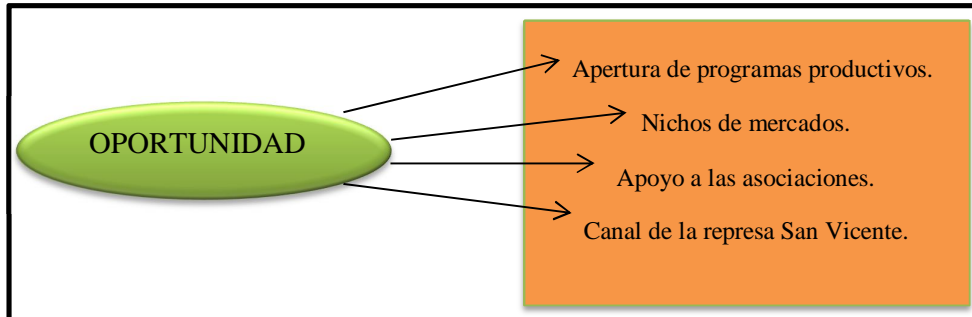 OPORTUNIDAD
Apertura de programas productivos.
Nichos de mercados.
Apoyo a las asociaciones.
Canal de la represa San Vicente.